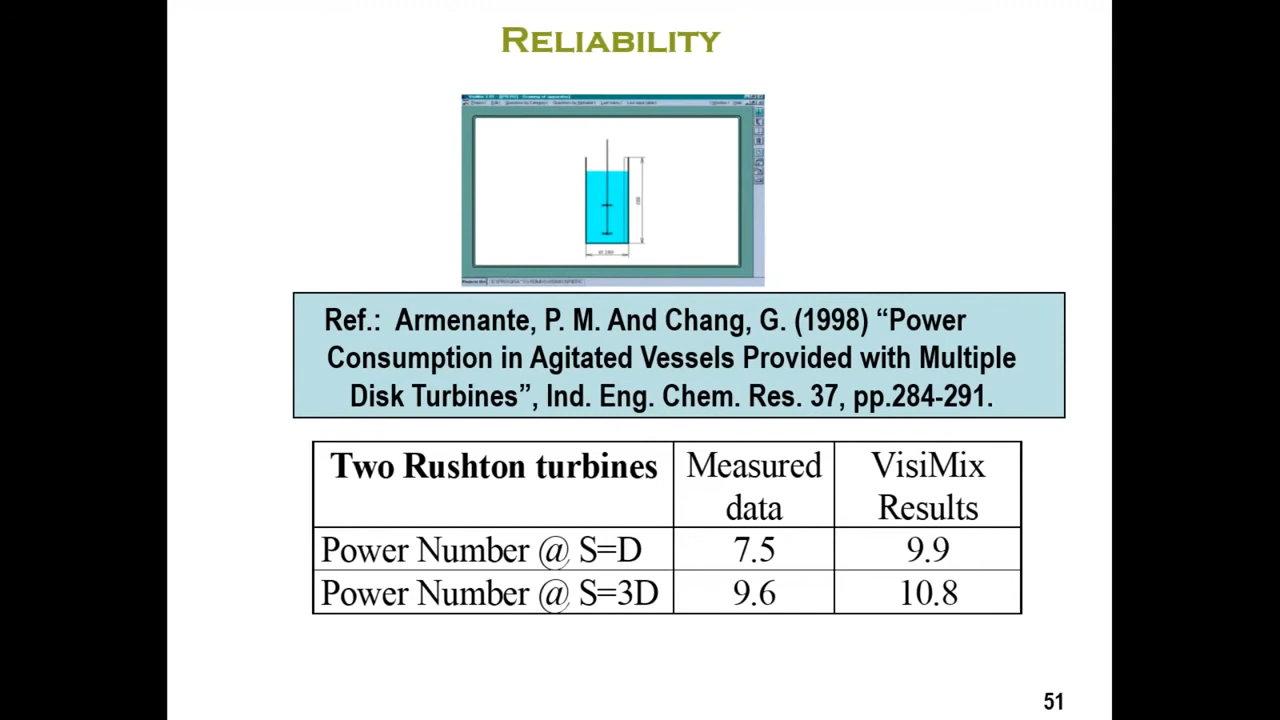 RELIABILITY
Ref.: Armenante, P. M. And Chang, G. (1998) “Power
Consumption in Agitated Vessels Provided with Multiple
Disk Turbines”, Ind. Eng. Chem. Res. 37, pp.284-291.
Two Rushton turbines Measured data VisiMix Results
Power Number @ S=D 7.5 9.9
Power Number @ S=3D 9.6 10.8
51